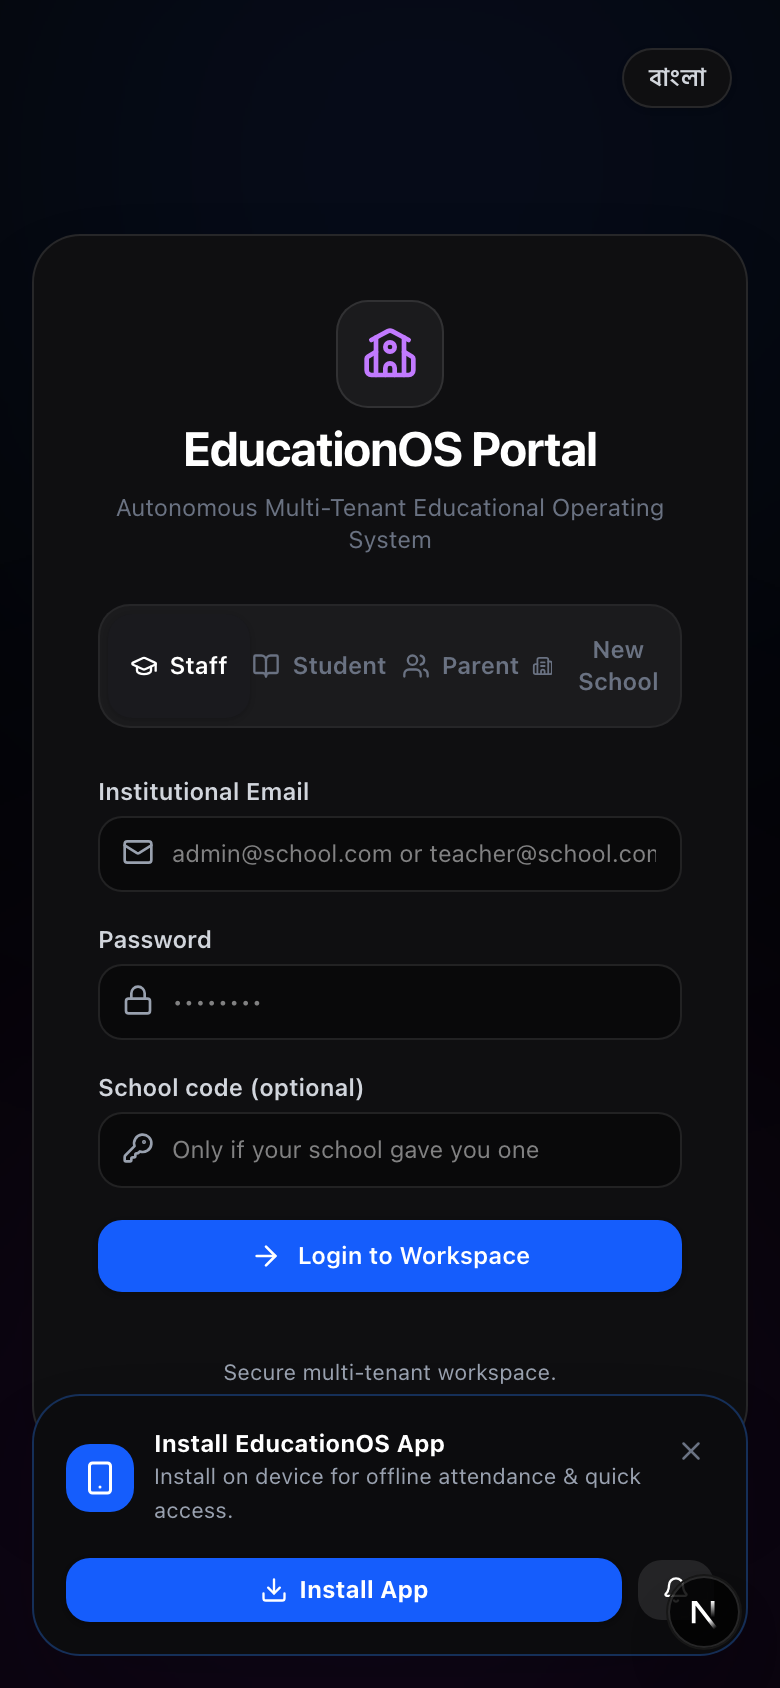 বাংলা
EducationOS Portal
Autonomous Multi-Tenant Educational Operating
System
Staff
Student
Parent
New
School
Institutional Email
admin@school.com or teacher@school.con
Password
••••••••
School code (optional)
Only if your school gave you one
Login to Workspace
Secure multi-tenant workspace.
Install EducationOS App
Install on device for offline attendance & quick
access.
Install App
N